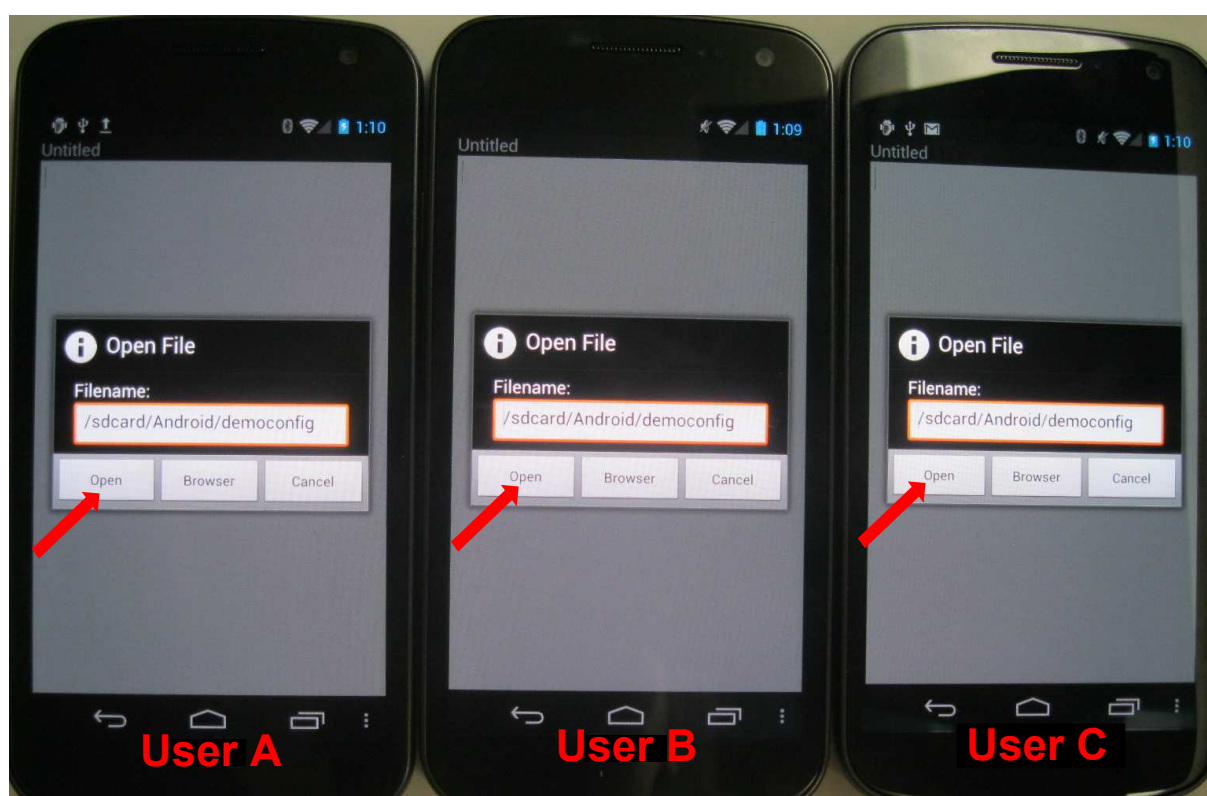 1:10
Untitled
Open File
Filename:
/sdcard/Android/democonfig
Open Browser Cancel
User A
1:09
Untitled
Open File
Filename:
/sdcard/Android/democonfig
Open Browser Cancel
User B
1:10
Untitled
Open File
Filename:
/sdcard/Android/democonfig
Open Browser Cancel
User C